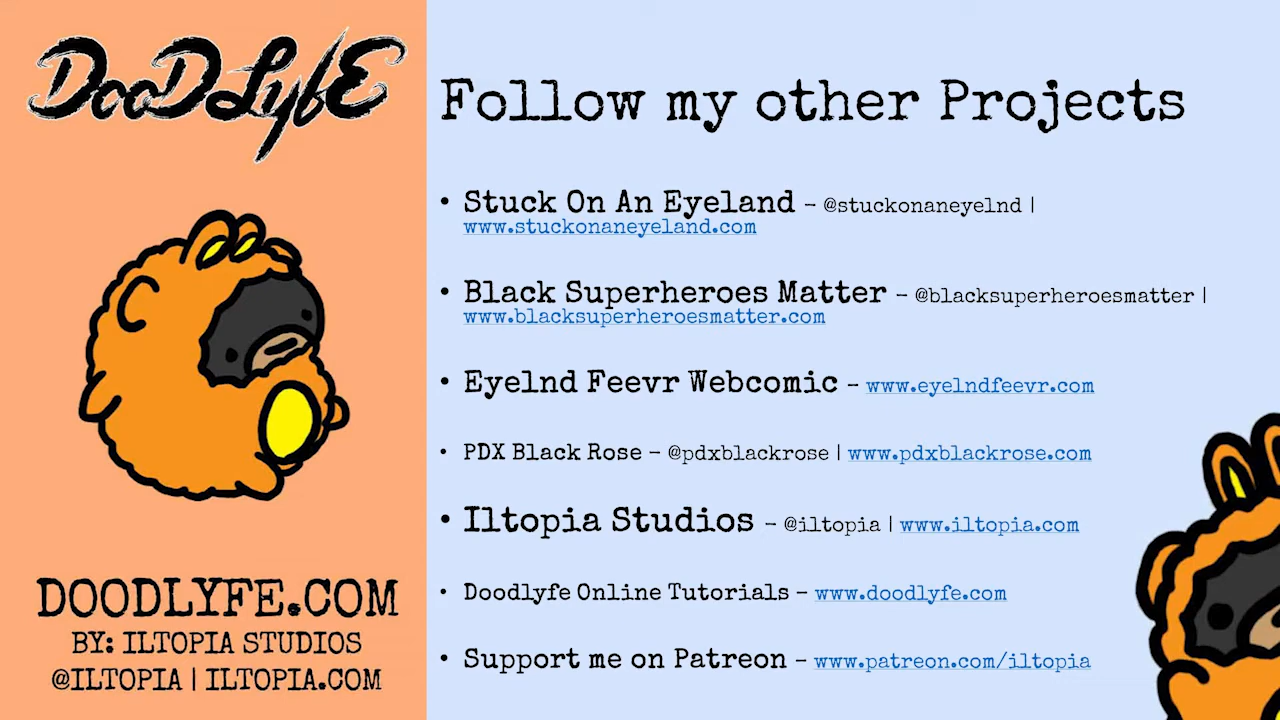 DooDLyfE
DOODLYFE.COM
BY: ILTOPIA STUDIOS
@ILTOPIA | ILTOPIA.COM
Follow my other Projects
• Stuck On An Eyeland – @stuckonaneyelnd |
www.stuckonaneyeland.com
• Black Superheroes Matter – @blacksuperheroesmatter |
www.blacksuperheroesmatter.com
• Eyelnd Feevr Webcomic – www.eyelndfeevr.com
• PDX Black Rose – @pdxblackrose | www.pdxblackrose.com
• Iltopia Studios – @iltopia | www.iltopia.com
• Doodlyfe Online Tutorials – www.doodlyfe.com
• Support me on Patreon – www.patreon.com/iltopia